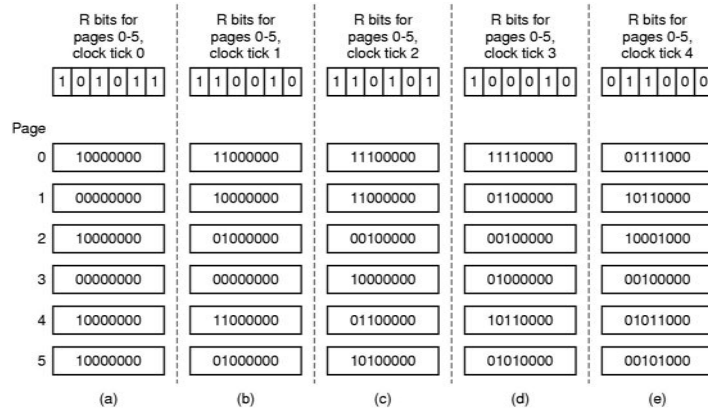 R bits for R bits for R bits for R bits for R bits for
pages 0-5, pages 0-5, pages 0-5, pages 0-5, pages 0-5,
clock tick 0 clock tick 1 clock tick 2 clock tick 3 clock tick 4
1 0 1 0 1 1 1 1 0 0 1 0 1 1 0 1 0 1 1 0 0 0 1 0 0 1 1 0 0 0
Page
0 10000000 11000000 11100000 11110000 01111000
1 00000000 10000000 11000000 01100000 10110000
2 10000000 01000000 00100000 00100000 10001000
3 00000000 00000000 10000000 01000000 00100000
4 10000000 11000000 01100000 10110000 01011000
5 10000000 01000000 10100000 01010000 00101000
(a) (b) (c) (d) (e)